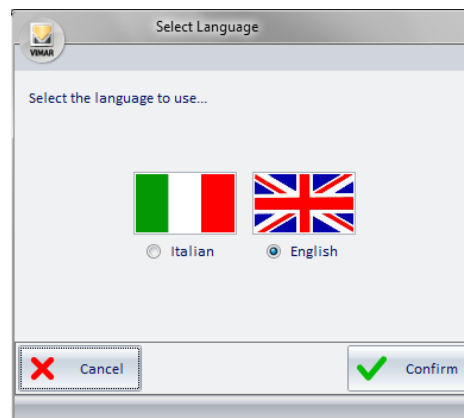 Select Language
VIMAR
Select the language to use...
Italian English
Cancel Confirm